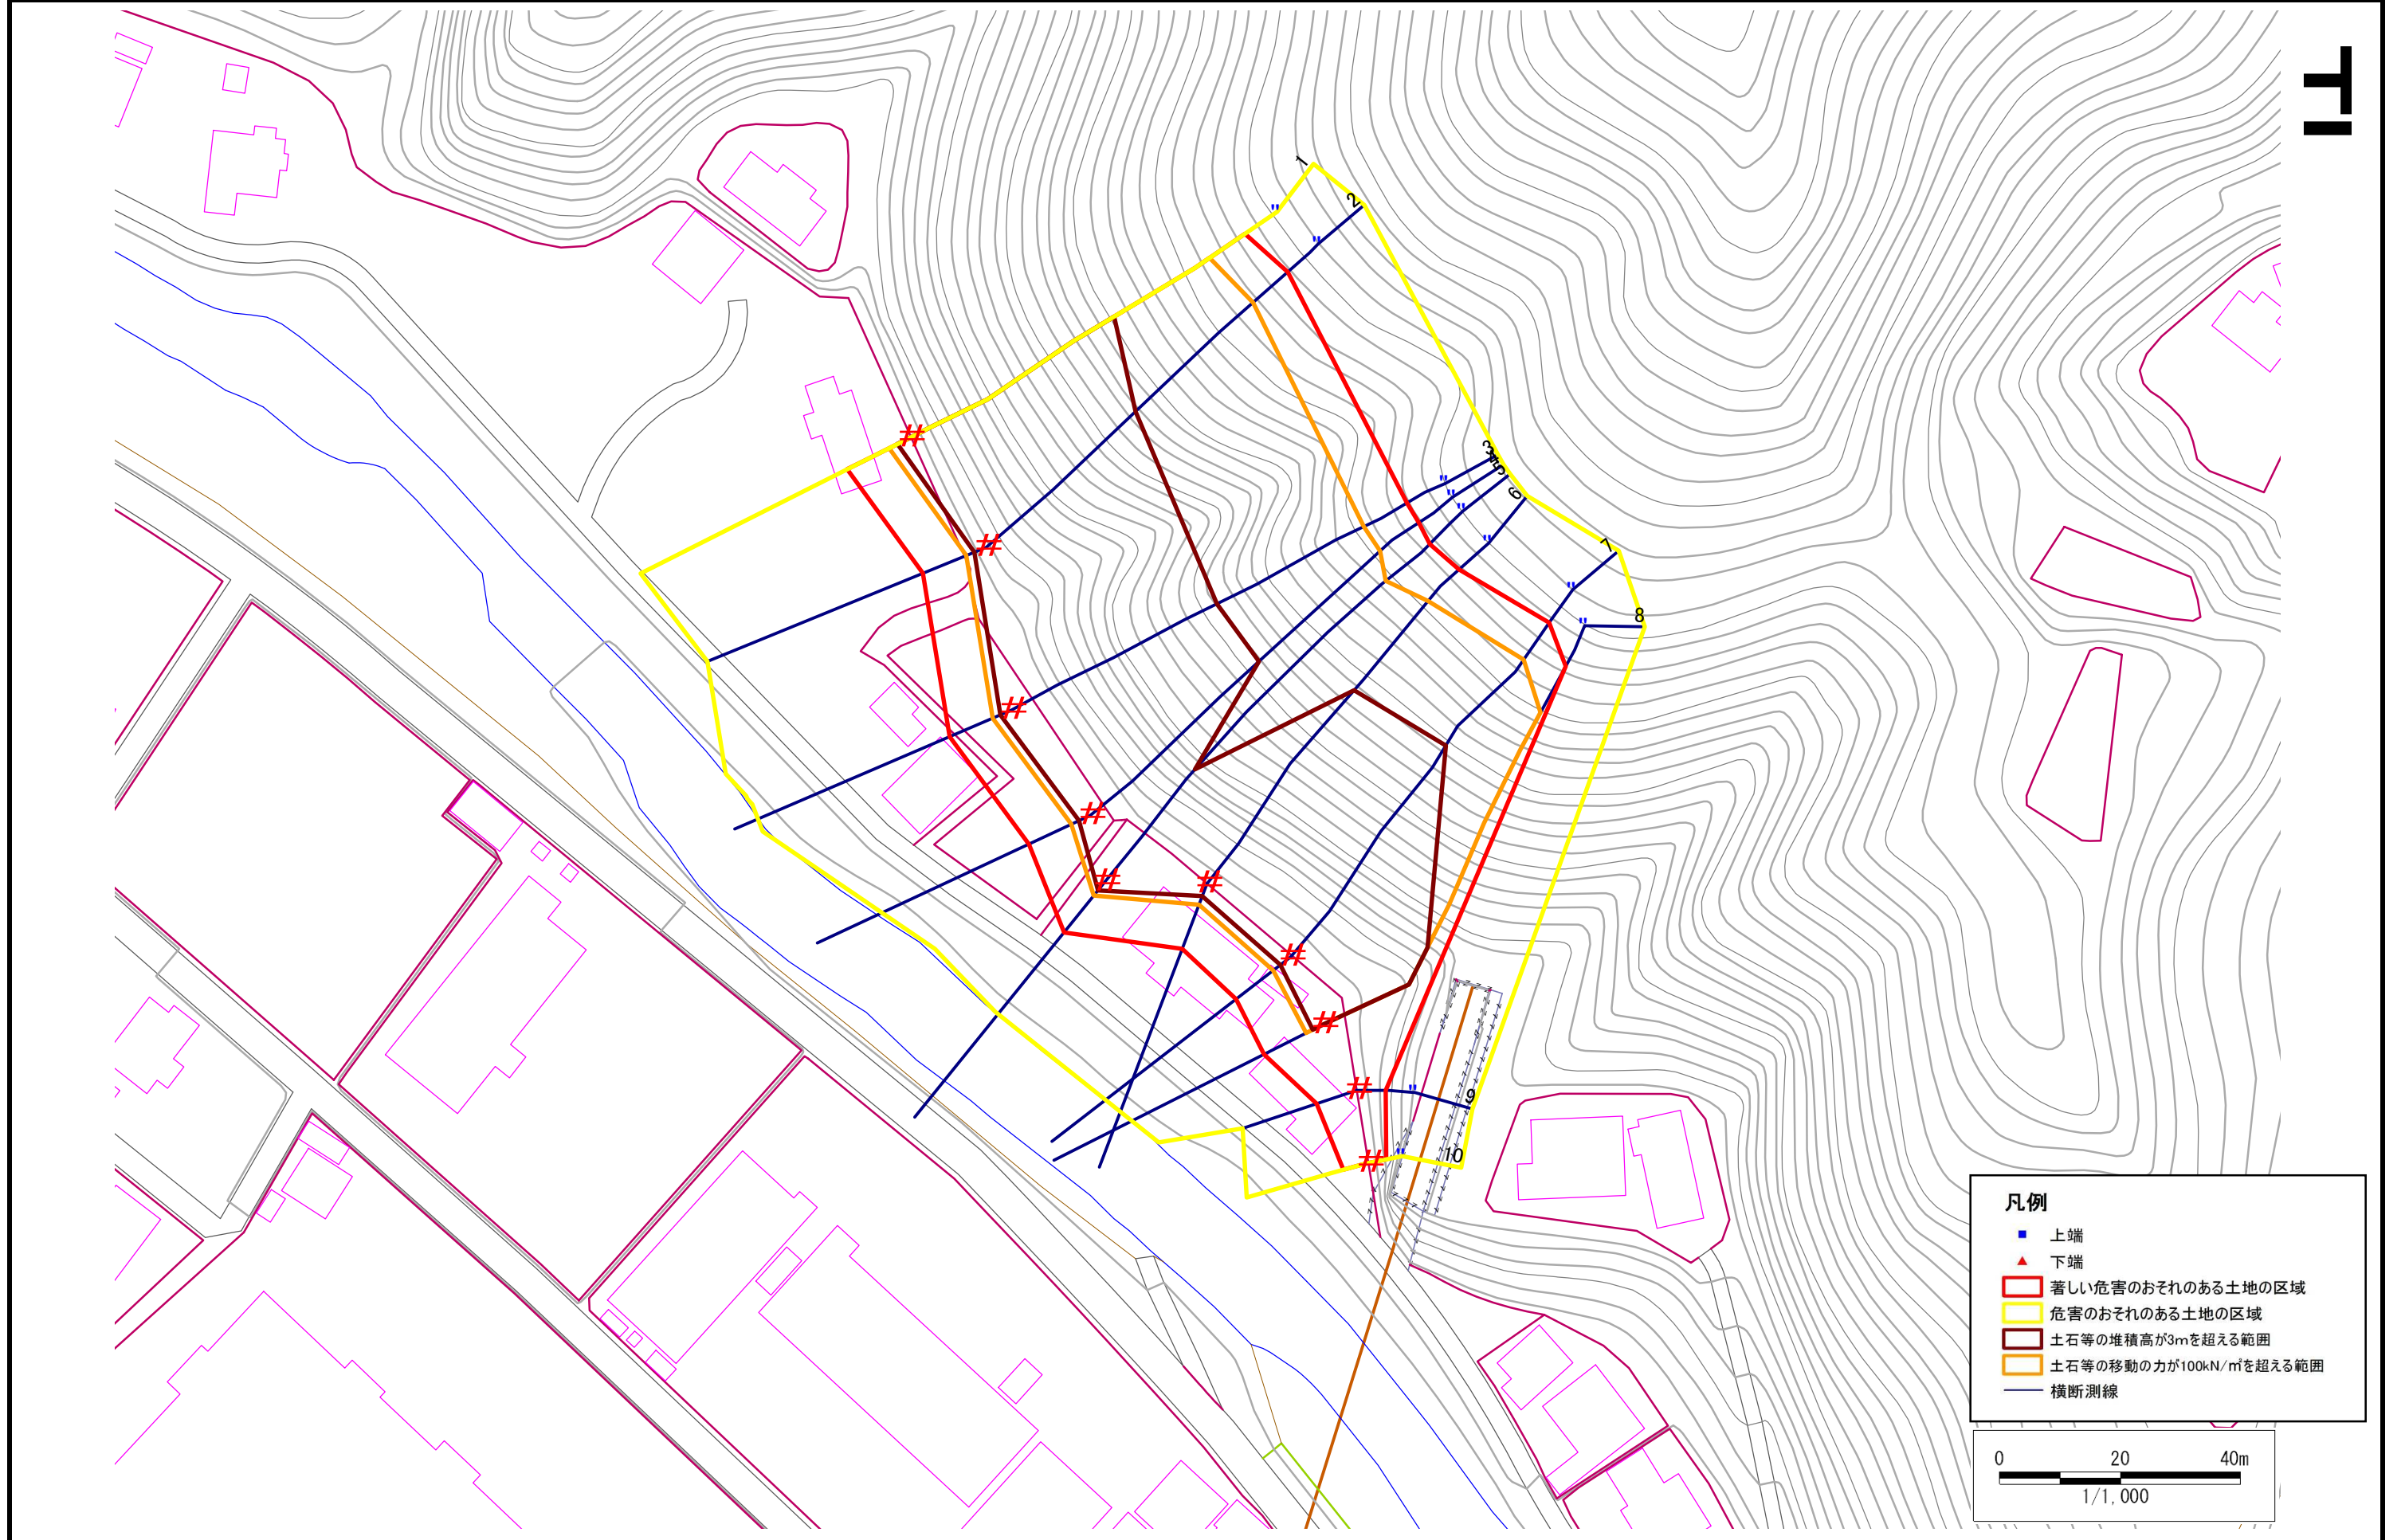 1
2
3
4
5
6
7
8
9
10
凡例
上端
下端
著しい危害のおそれのある土地の区域
危害のおそれのある土地の区域
土石等の堆積高が3mを超える範囲
土石等の移動の力が100kN/㎡を超える範囲
横断測線
0 20 40m
1/1,000